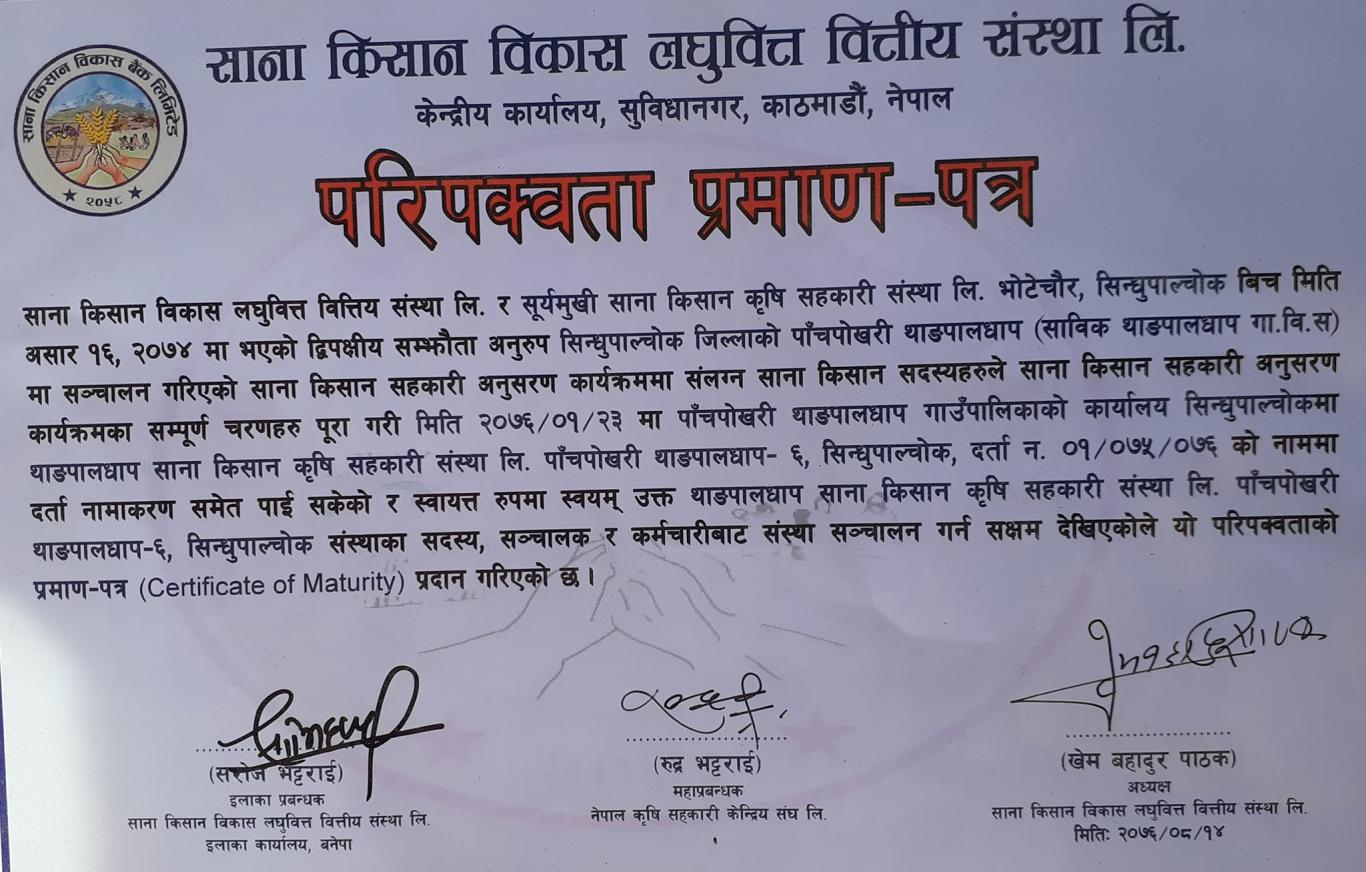 साना किसान विकास बैंक लिमिटेड
२०५८
साना किसान विकास लघुवित्त वित्तीय संस्था लि.
केन्द्रीय कार्यालय, सुविधानगर, काठमाडौं, नेपाल
परिपक्वता प्रमाण-पत्र
साना किसान विकास लघुवित्त वित्तिय संस्था लि. र सूर्यमुखी साना किसान कृषि सहकारी संस्था लि. भोटेचौर, सिन्धुपाल्चोक बिच मिति
असार १६, २०७४ मा भएको द्विपक्षीय सम्झौता अनुरुप सिन्धुपाल्चोक जिल्लाको पाँचपोखरी थाङपालधाप (साविक थाङपालधाप गा.वि.स)
मा सञ्चालन गरिएको साना किसान सहकारी अनुसरण कार्यक्रममा संलग्न साना किसान सदस्यहरुले साना किसान सहकारी अनुसरण
कार्यक्रमका सम्पूर्ण चरणहरु पूरा गरी मिति २०७६/०१/२३ मा पाँचपोखरी थाङपालधाप गाउँपालिकाको कार्यालय सिन्धुपाल्चोकमा
थाङपालधाप साना किसान कृषि सहकारी संस्था लि. पाँचपोखरी थाङपालधाप- ६, सिन्धुपाल्चोक, दर्ता न. ०१/०७५/०७६ को नाममा
दर्ता नामाकरण समेत पाई सकेको र स्वायत्त रुपमा स्वयम् उक्त थाङपालधाप साना किसान कृषि सहकारी संस्था लि. पाँचपोखरी
थाङपालधाप-६, सिन्धुपाल्चोक संस्थाका सदस्य, सञ्चालक र कर्मचारीबाट संस्था सञ्चालन गर्न सक्षम देखिएकोले यो परिपक्वताको
प्रमाण-पत्र (Certificate of Maturity) प्रदान गरिएको छ।
(सरोज भट्टराई)
इलाका प्रबन्धक
साना किसान विकास लघुवित्त वित्तीय संस्था लि.
इलाका कार्यालय, बनेपा
(रुद्र भट्टराई)
महाप्रबन्धक
नेपाल कृषि सहकारी केन्द्रिय संघ लि.
(खेम बहादुर पाठक)
अध्यक्ष
साना किसान विकास लघुवित्त वित्तीय संस्था लि.
मितिः २०७६/०८/१४